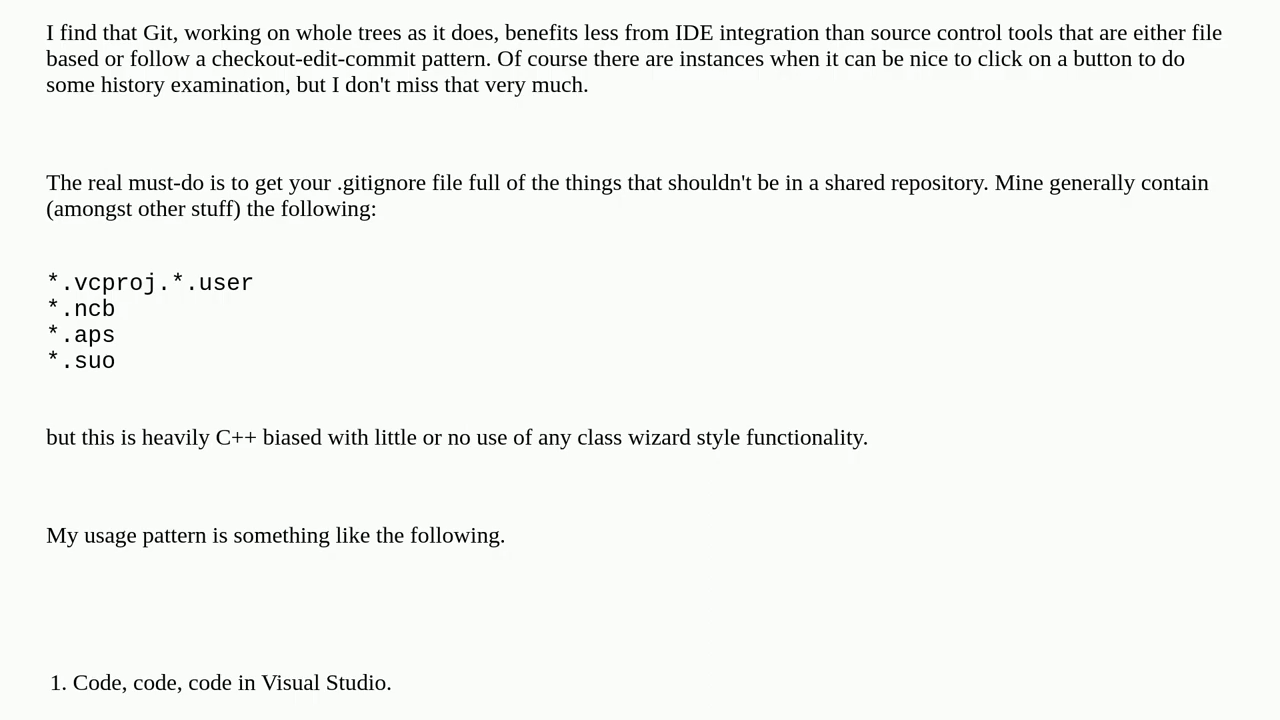 I find that Git, working on whole trees as it does, benefits less from IDE integration than source control tools that are either file
based or follow a checkout-edit-commit pattern. Of course there are instances when it can be nice to click on a button to do
some history examination, but I don't miss that very much.
The real must-do is to get your .gitignore file full of the things that shouldn't be in a shared repository. Mine generally contain
(amongst other stuff) the following:
*.vcproj.*.user
*.ncb
*.aps
*.suo
but this is heavily C++ biased with little or no use of any class wizard style functionality.
My usage pattern is something like the following.
1. Code, code, code in Visual Studio.